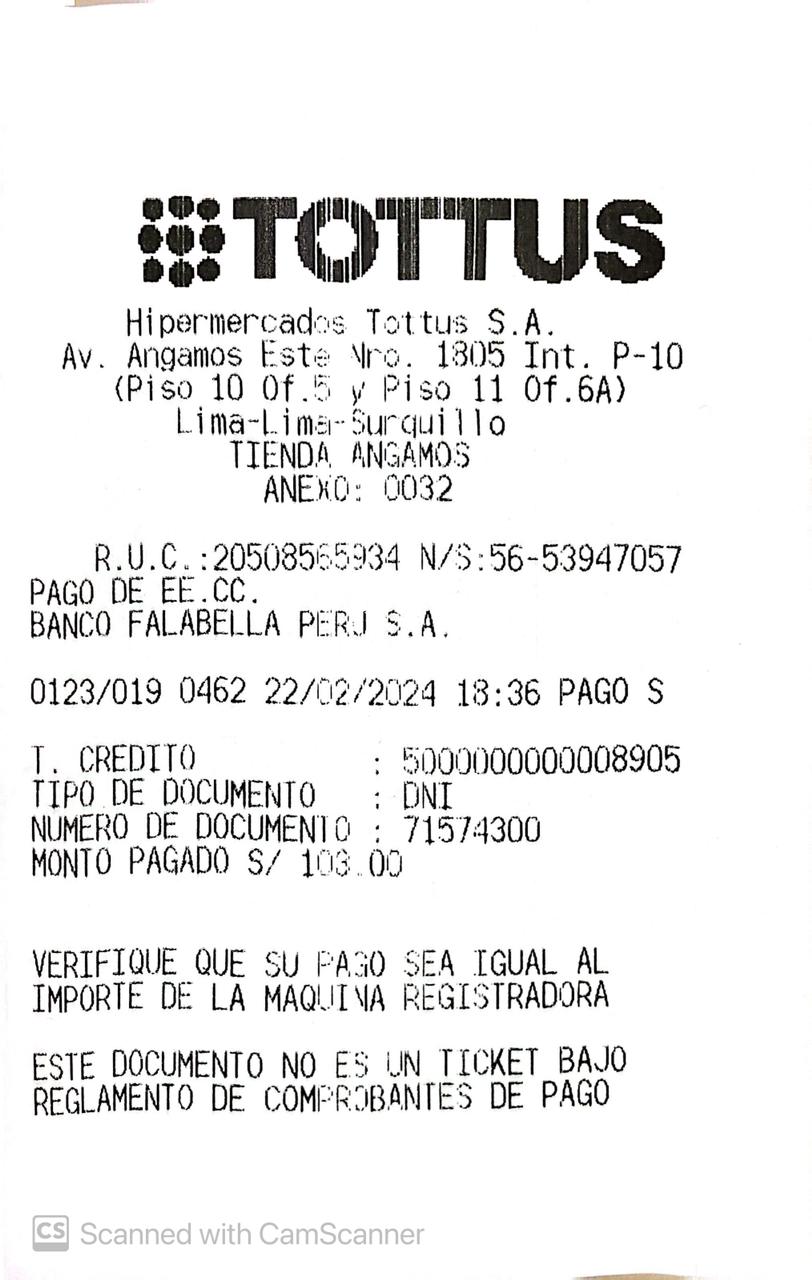 TOTTUS
Hipermercados Tottus S.A.
Av. Angamos Este Nro. 1805 Int. P-10
(Piso 10 Of.5 y Piso 11 Of.6A)
Lima-Lima-Surquillo
TIENDA ANGAMOS
ANEXO: 0032
R.U.C.:20508565934 N/S:56-53947057
PAGO DE EE.CC.
BANCO FALABELLA PERU S.A.
0123/019 0462 22/02/2024 18:36 PAGO S
T. CREDITO : 5000000000008905
TIPO DE DOCUMENTO : DNI
NUMERO DE DOCUMENTO : 71574300
MONTO PAGADO S/ 103.00
VERIFIQUE QUE SU PAGO SEA IGUAL AL
IMPORTE DE LA MAQUINA REGISTRADORA
ESTE DOCUMENTO NO ES UN TICKET BAJO
REGLAMENTO DE COMPROBANTES DE PAGO
CS Scanned with CamScanner